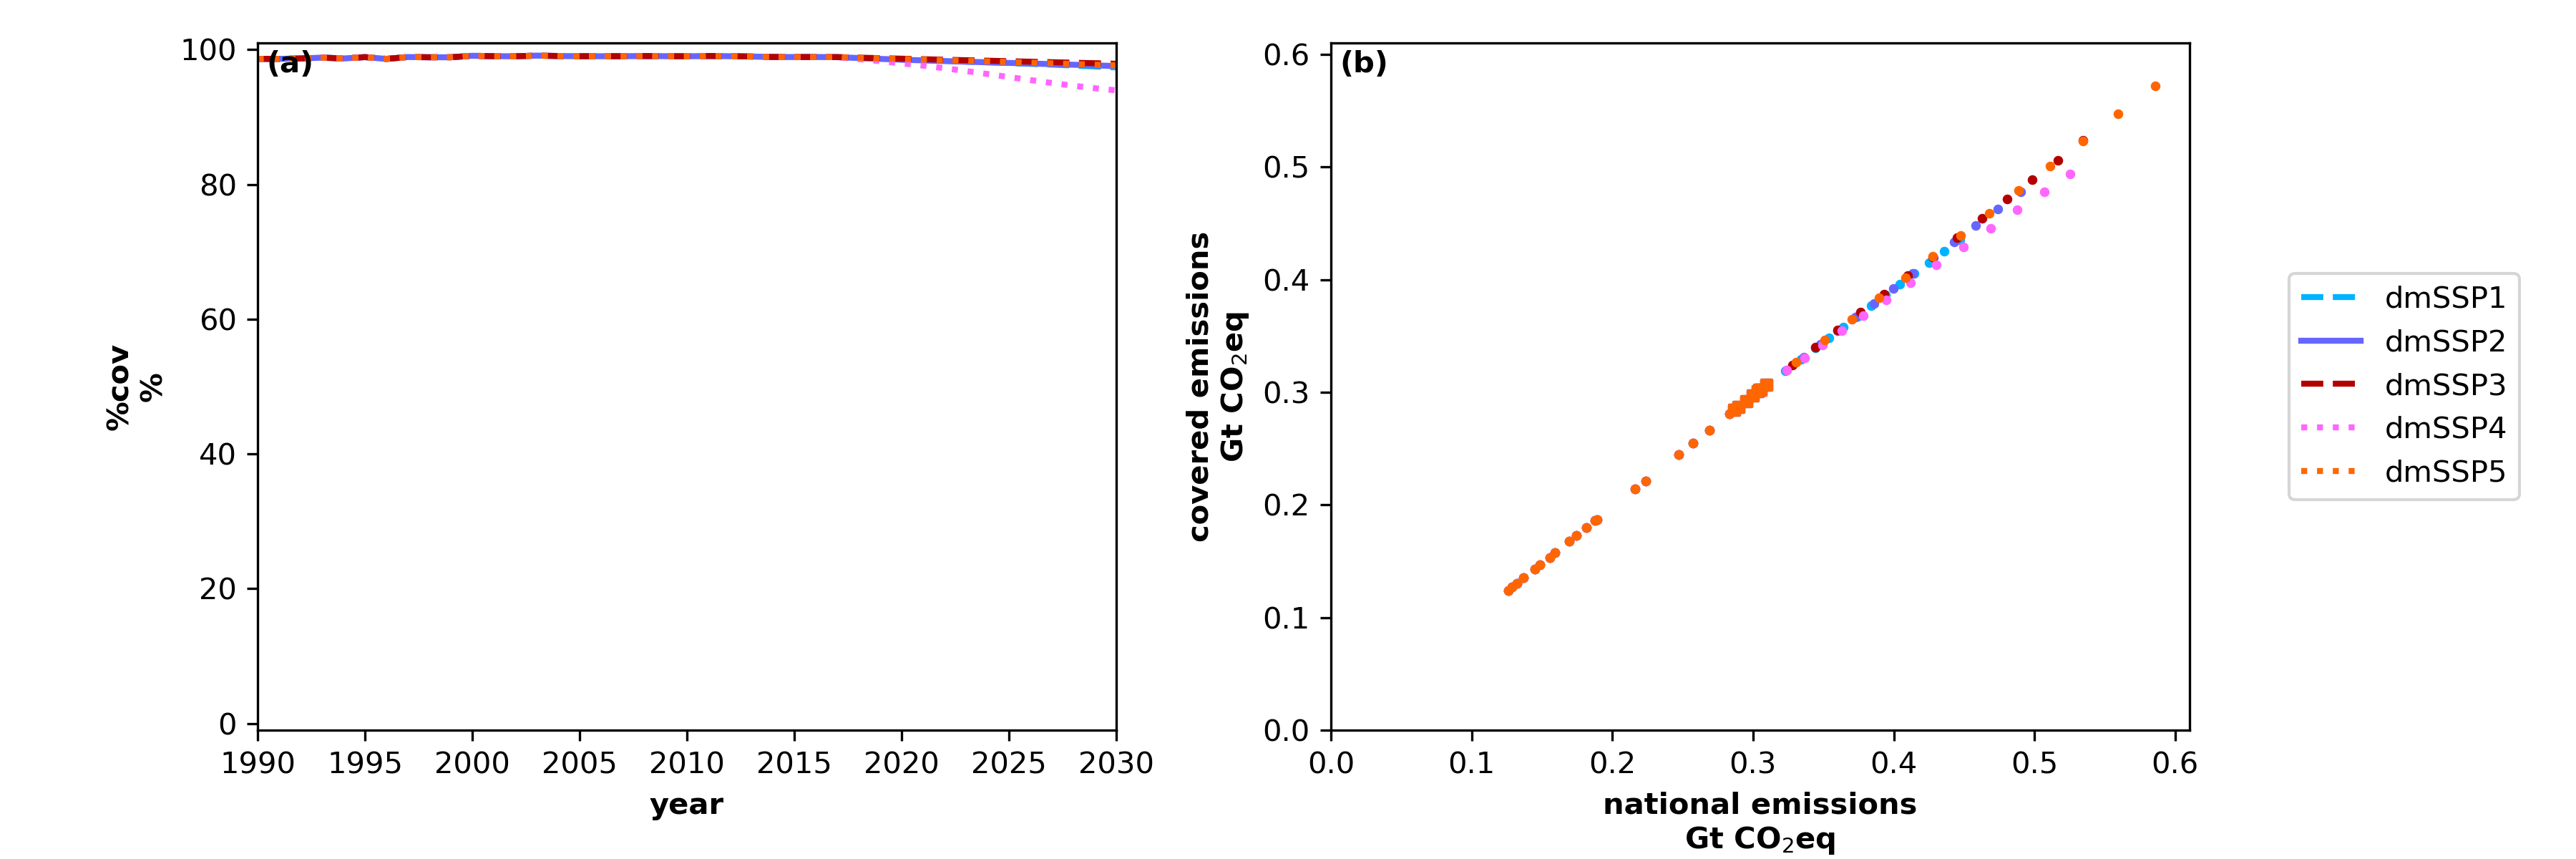 (a)
100
80
60
40
20
0
%cov
%
1990 1995 2000 2005 2010 2015 2020 2025 2030
year
(b)
0.6
0.5
0.4
0.3
0.2
0.1
0.0
covered emissions
Gt CO₂eq
0.0 0.1 0.2 0.3 0.4 0.5 0.6
national emissions
Gt CO₂eq
dmSSP1
dmSSP2
dmSSP3
dmSSP4
dmSSP5